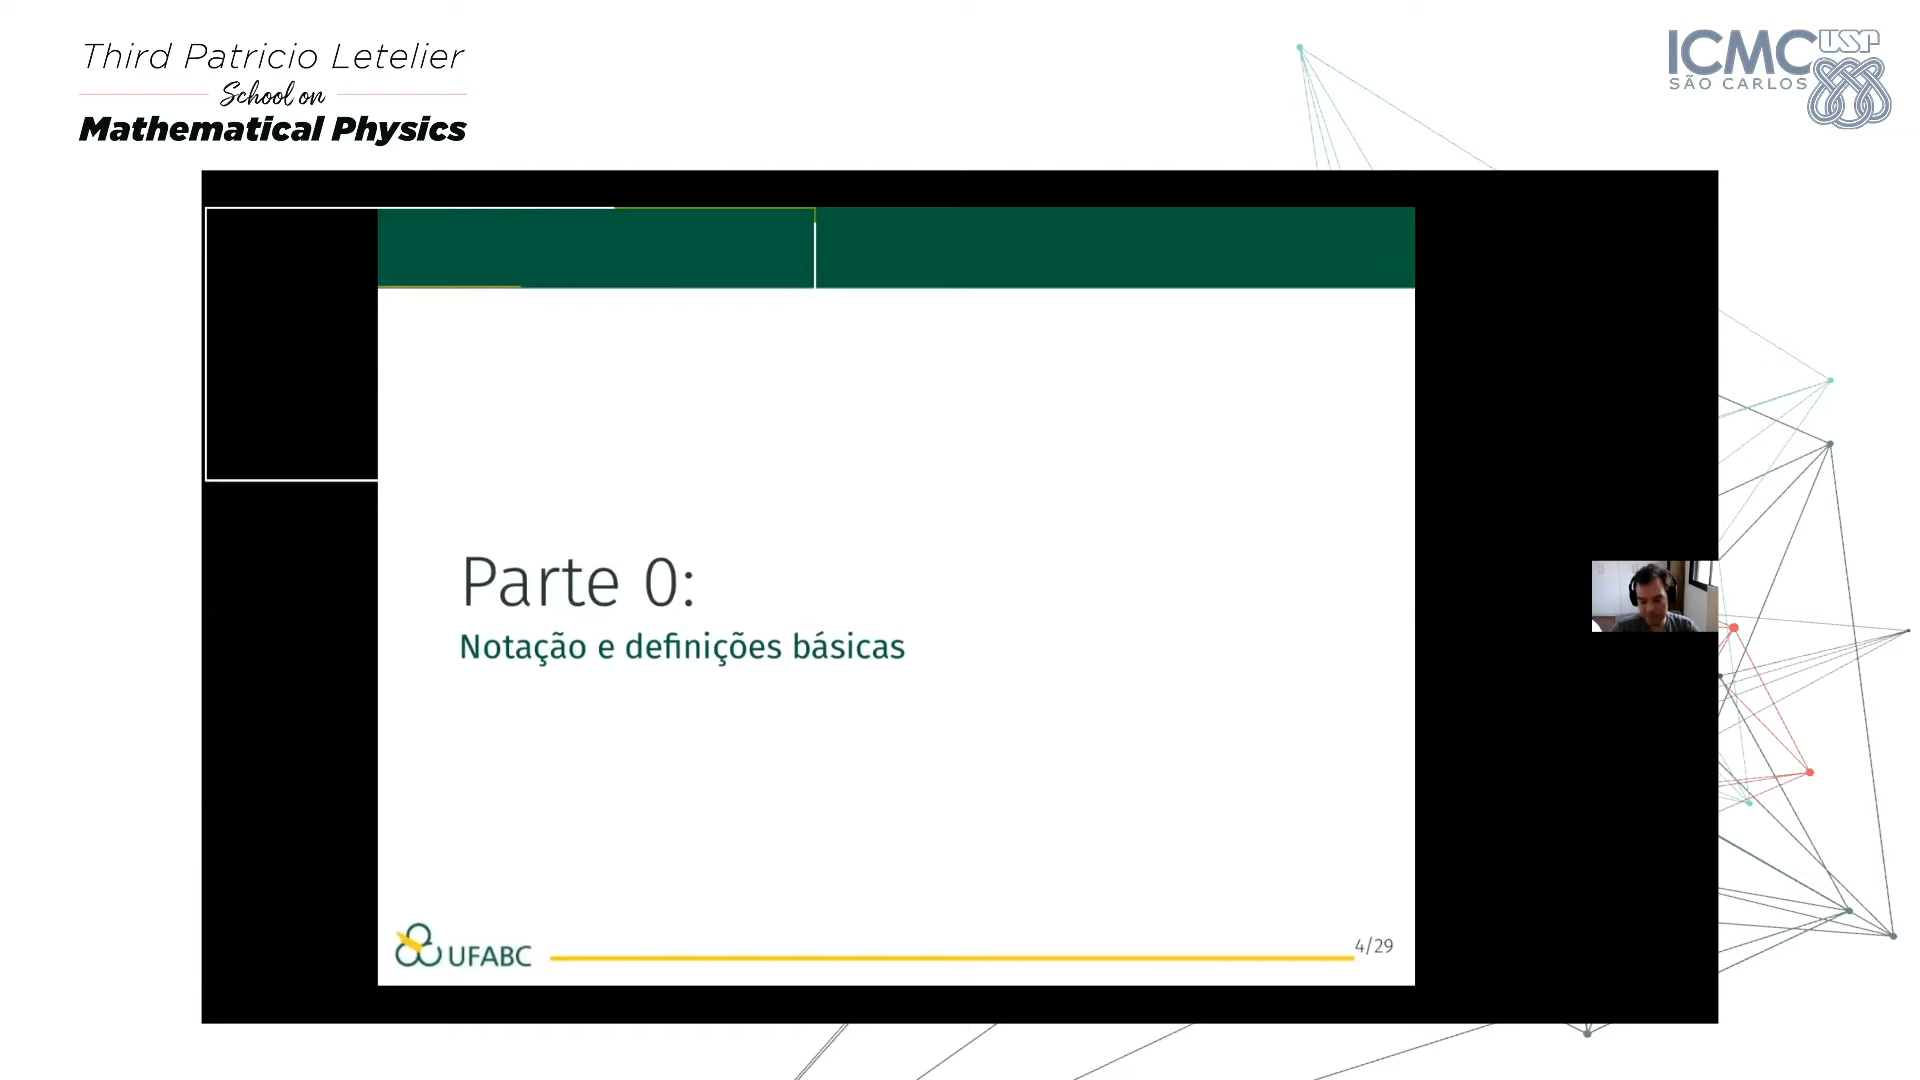 Third Patricio Letelier
School on
Mathematical Physics
ICMC USP
SÃO CARLOS
Parte 0:
Notação e definições básicas
UFABC
4/29